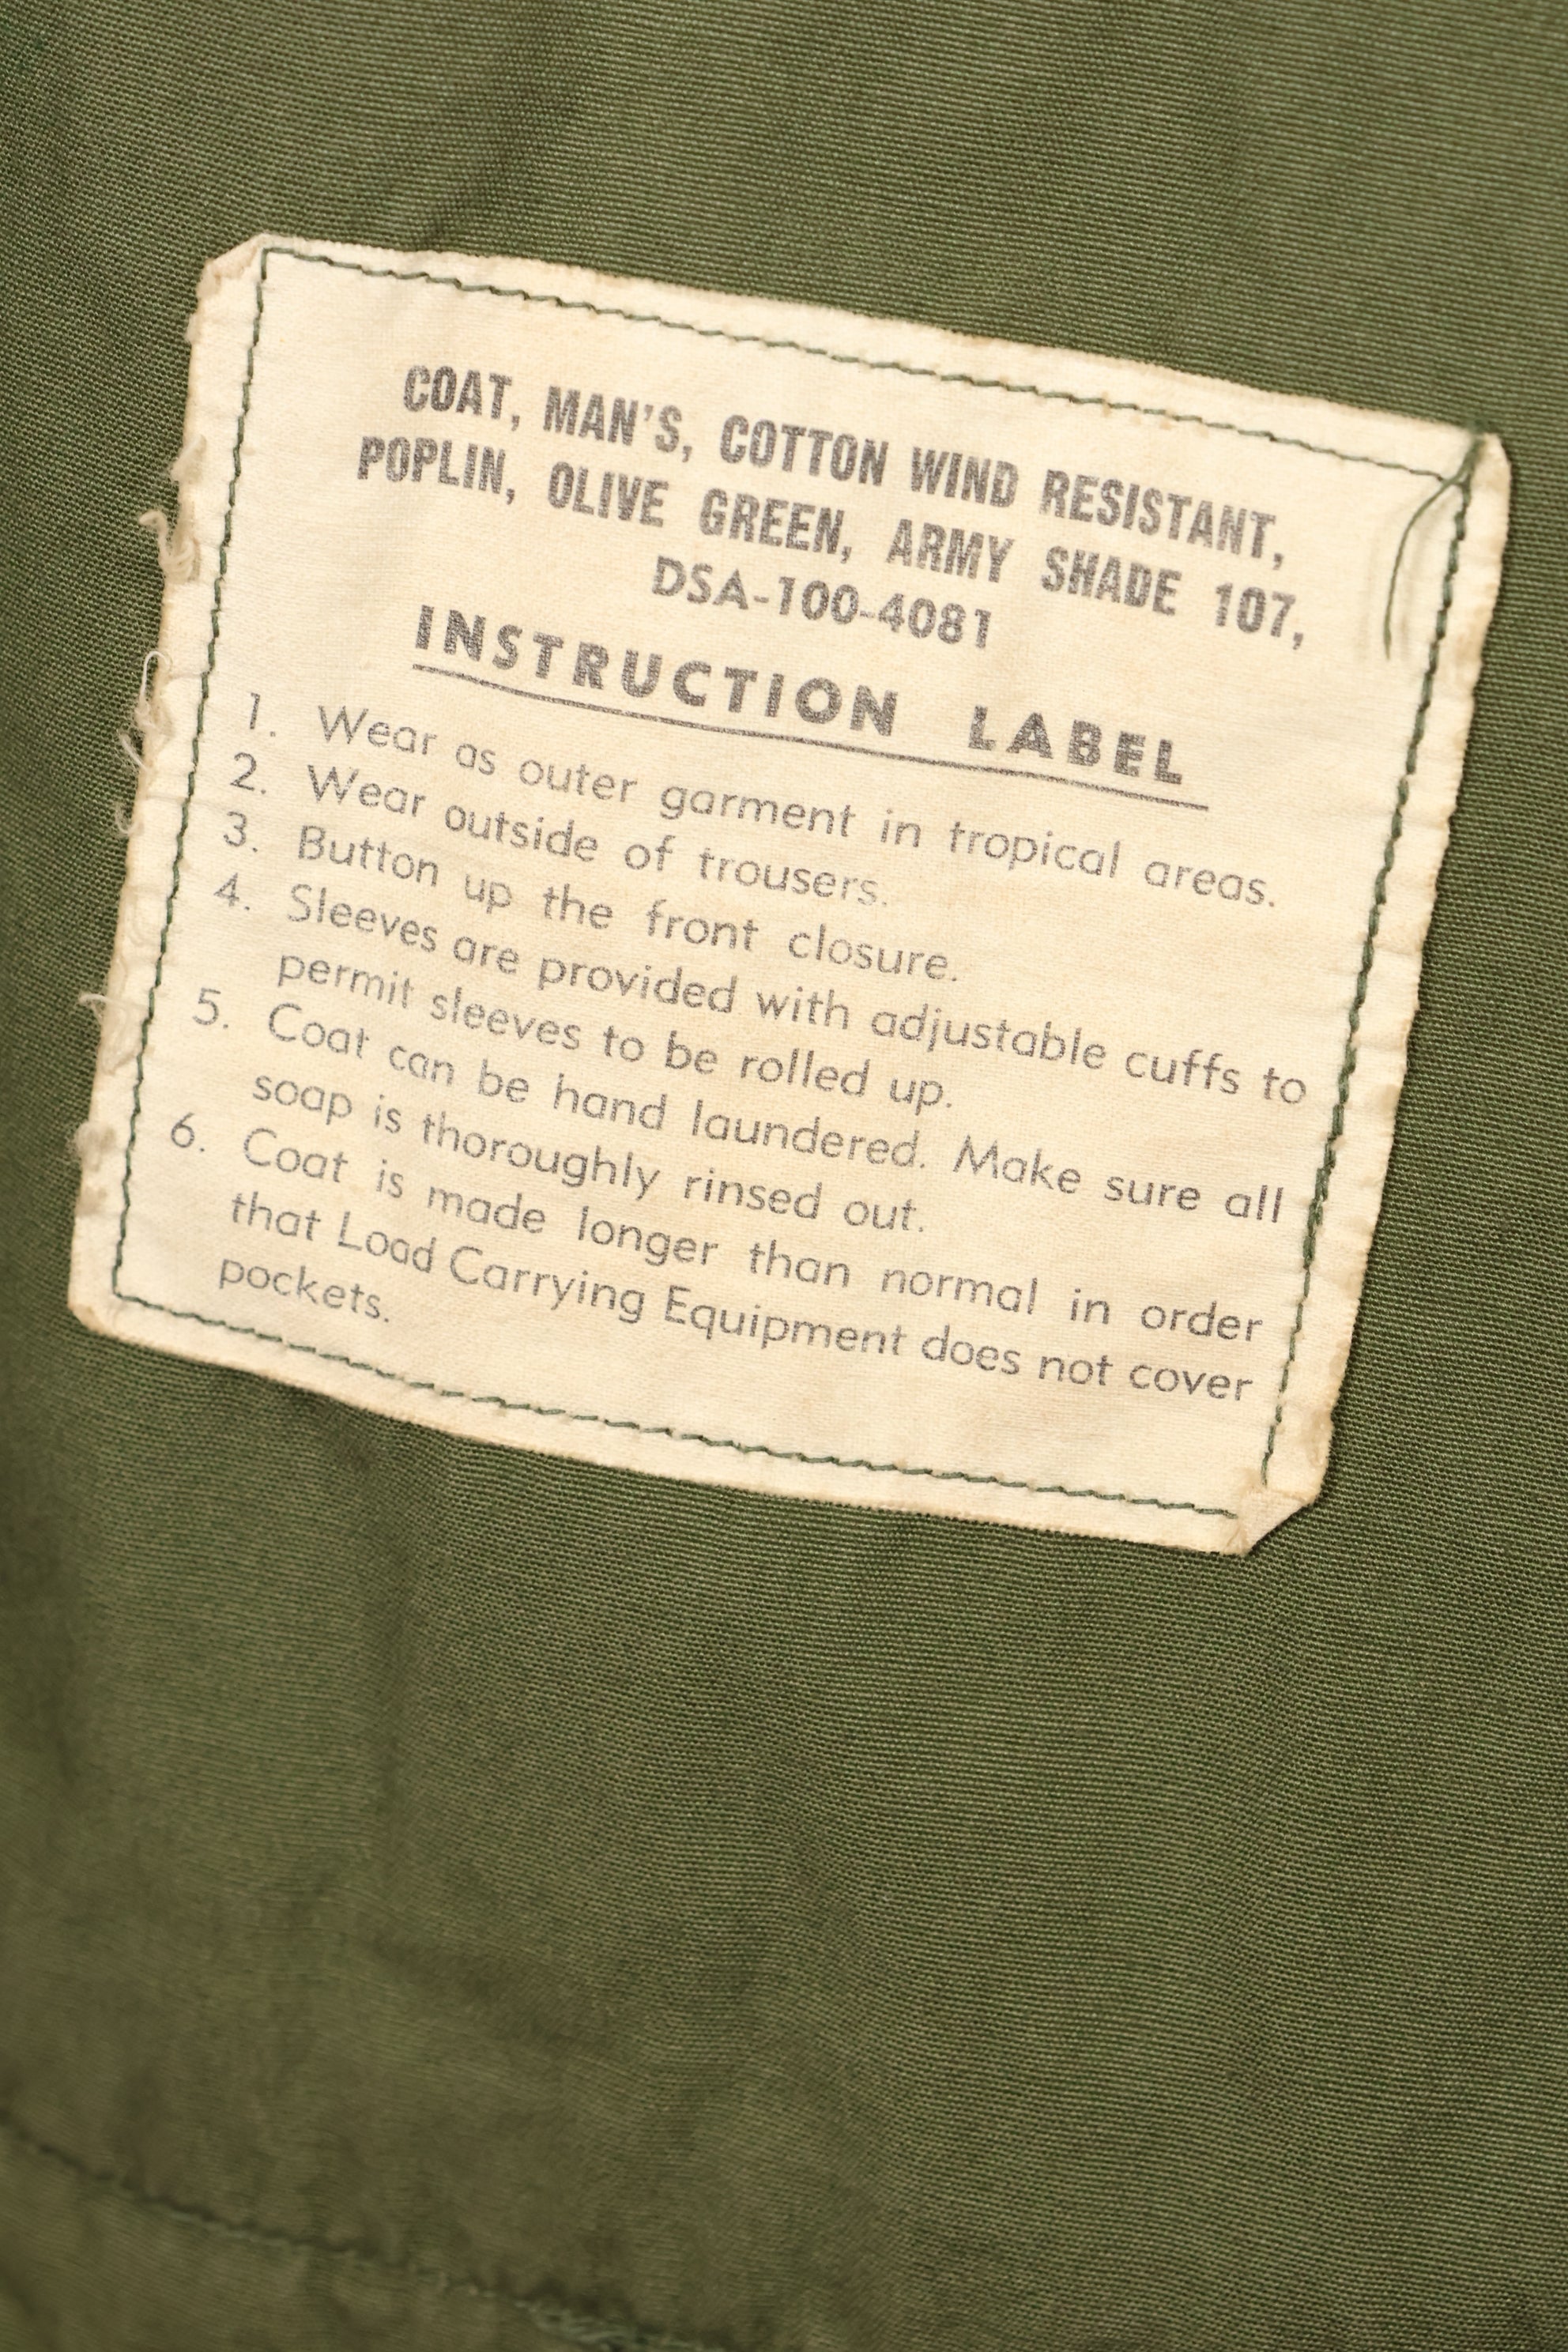 COAT, MAN'S, COTTON WIND RESISTANT,
POPLIN, OLIVE GREEN, ARMY SHADE 107,
DSA-100-4081
INSTRUCTION LABEL
1. Wear as outer garment in tropical areas.
2. Wear outside of trousers.
3. Button up the front closure.
4. Sleeves are provided with adjustable cuffs to
permit sleeves to be rolled up.
5. Coat can be hand laundered. Make sure all
soap is thoroughly rinsed out.
6. Coat is made longer than normal in order
that Load Carrying Equipment does not cover
pockets.